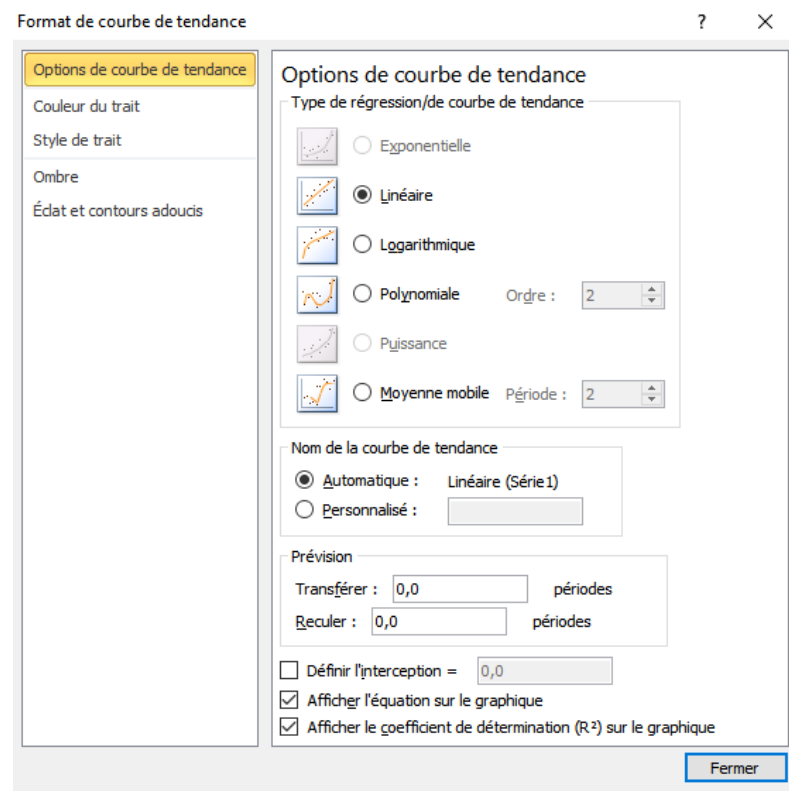 Format de courbe de tendance
Options de courbe de tendance
Couleur du trait
Style de trait
Ombre
Éclat et contours adoucis
Options de courbe de tendance
Type de régression/de courbe de tendance
Exponentielle
Linéaire
Logarithmique
Polynomiale Ordre : 2
Puissance
Moyenne mobile Période : 2
Nom de la courbe de tendance
Automatique : Linéaire (Série1)
Personnalisé :
Prévision
Transférer : 0,0 périodes
Reculer : 0,0 périodes
Définir l'interception = 0,0
Afficher l'équation sur le graphique
Afficher le coefficient de détermination (R²) sur le graphique
Fermer